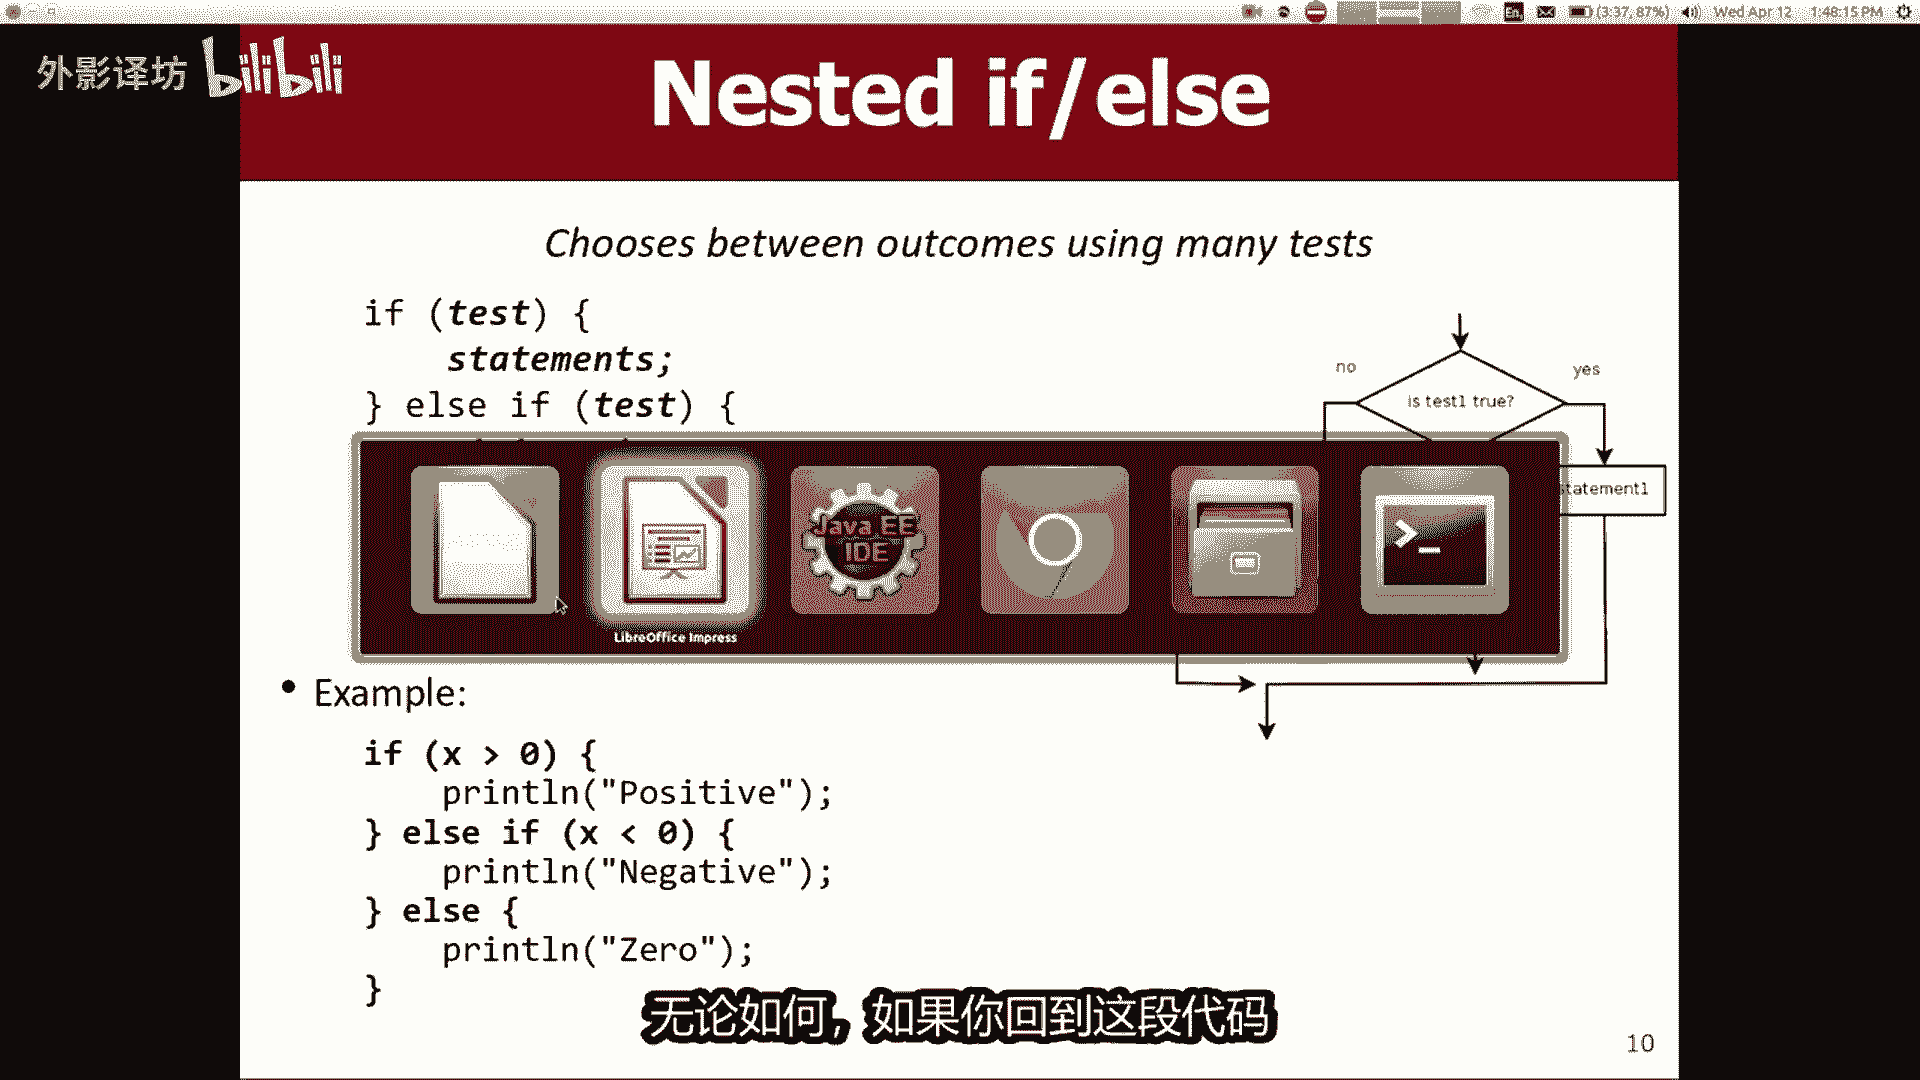 En
(3:37, 87%)
Wed Apr 12
1:48:15 PM
外影译坊 bilibili
Nested if/else
Chooses between outcomes using many tests
if (test) {
statements;
} else if (test) {
no
yes
is test1 true?
statement1
Java EE
IDE
>_
LibreOffice Impress
• Example:
if (x > 0) {
println("Positive");
} else if (x < 0) {
println("Negative");
} else {
println("Zero");
}
无论如何，如果你回到这段代码
10